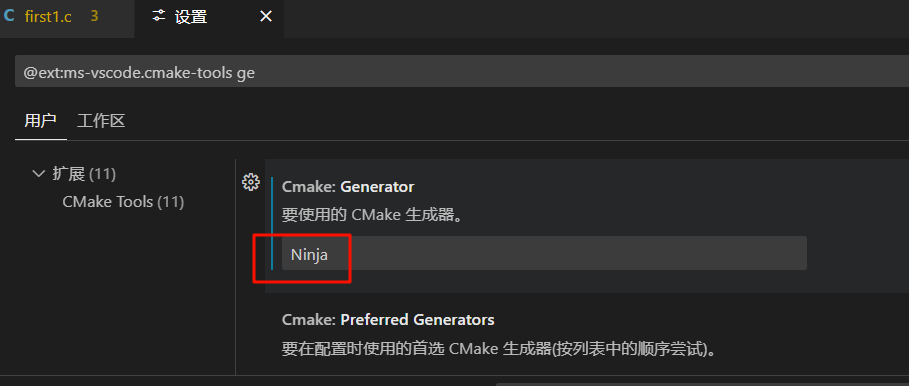 C first1.c 3 设置
@ext:ms-vscode.cmake-tools ge
用户 工作区
扩展 (11)
CMake Tools (11)
Cmake: Generator
要使用的 CMake 生成器。
Ninja
Cmake: Preferred Generators
要在配置时使用的首选 CMake 生成器(按列表中的顺序尝试)。